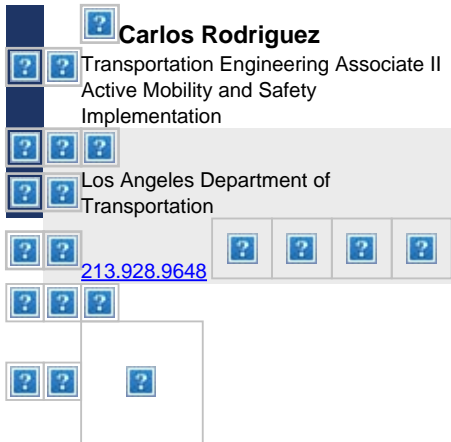 Carlos Rodriguez
Transportation Engineering Associate II
Active Mobility and Safety
Implementation
Los Angeles Department of
Transportation
213.928.9648